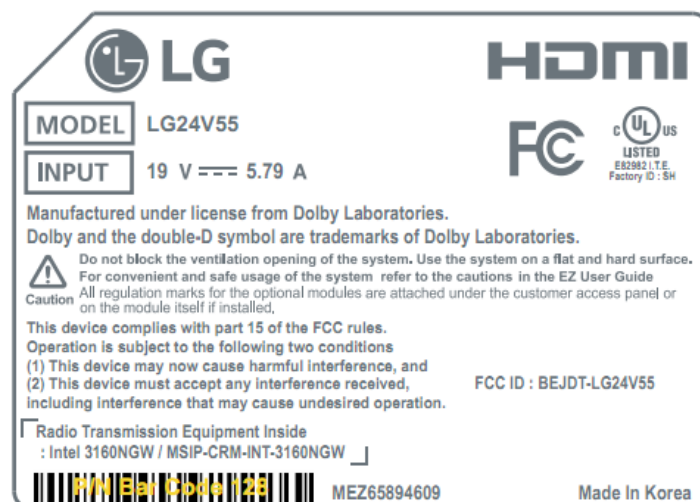 LG HDMI
MODEL LG24V55
INPUT 19 V 5.79 A
FC
C UL US
LISTED
E82982 I.T.E.
Factory ID : SH
Manufactured under license from Dolby Laboratories.
Dolby and the double-D symbol are trademarks of Dolby Laboratories.
Do not block the ventilation opening of the system. Use the system on a flat and hard surface.
For convenient and safe usage of the system refer to the cautions in the EZ User Guide
Caution All regulation marks for the optional modules are attached under the customer access panel or
on the module itself if installed.
This device complies with part 15 of the FCC rules.
Operation is subject to the following two conditions
(1) This device may now cause harmful interference, and
(2) This device must accept any interference received,
including interference that may cause undesired operation.
FCC ID : BEJDT-LG24V55
Radio Transmission Equipment Inside
: Intel 3160NGW / MSIP-CRM-INT-3160NGW
P/N Bar Code 128
MEZ65894609 Made In Korea